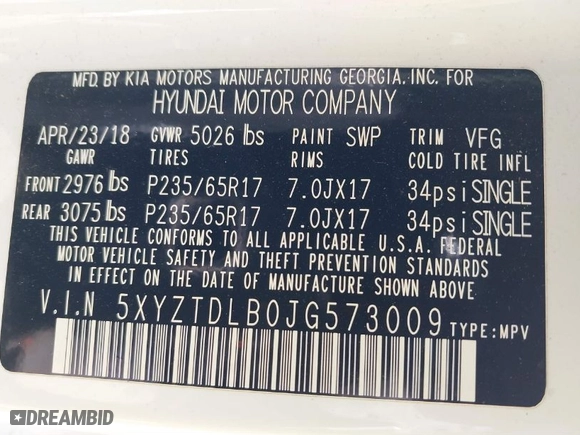 MFD. BY KIA MOTORS MANUFACTURING GEORGIA. INC. FOR
HYUNDAI MOTOR COMPANY
APR/23/18 GVWR 5026 lbs PAINT SWP TRIM VFG
GAWR TIRES RIMS COLD TIRE INFL
FRONT 2976 lbs P235/65R17 7.0JX17 34psi SINGLE
REAR 3075 lbs P235/65R17 7.0JX17 34psi SINGLE
THIS VEHICLE CONFORMS TO ALL APPLICABLE U.S.A. FEDERAL
MOTOR VEHICLE SAFETY AND THEFT PREVENTION STANDARDS
IN EFFECT ON THE DATE OF MANUFACTURE SHOWN ABOVE.
V.I.N 5XYZTDLB0JG573009 TYPE:MPV
DREAMBID